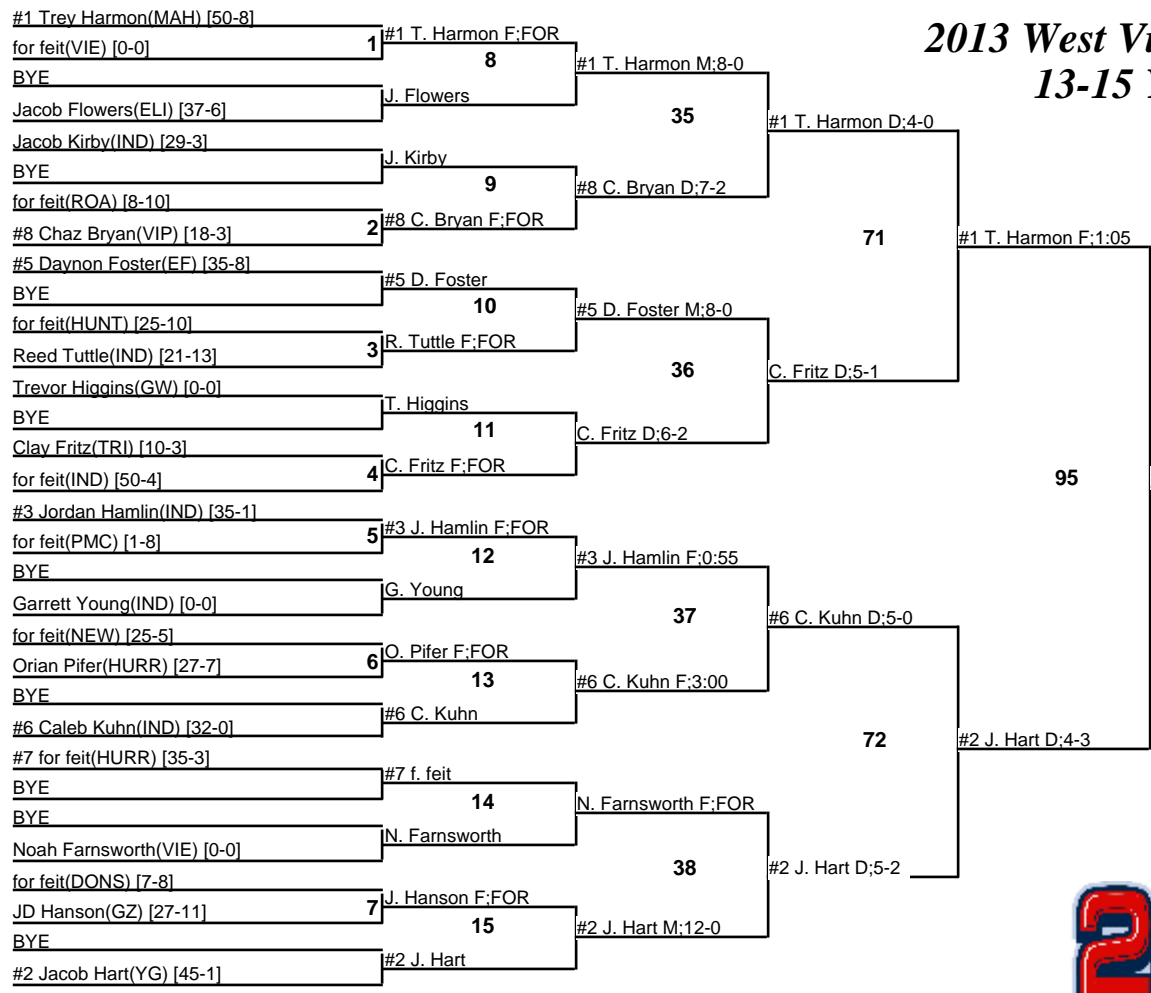 2013 West Vi
13-15 Y
#1 Trey Harmon(MAH) [50-8]
for feit(VIE) [0-0]
BYE
Jacob Flowers(ELI) [37-6]
Jacob Kirby(IND) [29-3]
BYE
for feit(ROA) [8-10]
#8 Chaz Bryan(VIP) [18-3]
#5 Daynon Foster(EF) [35-8]
BYE
for feit(HUNT) [25-10]
Reed Tuttle(IND) [21-13]
Trevor Higgins(GW) [0-0]
BYE
Clay Fritz(TRI) [10-3]
for feit(IND) [50-4]
#3 Jordan Hamlin(IND) [35-1]
for feit(PMC) [1-8]
BYE
Garrett Young(IND) [0-0]
for feit(NEW) [25-5]
Orian Pifer(HURR) [27-7]
BYE
#6 Caleb Kuhn(IND) [32-0]
#7 for feit(HURR) [35-3]
BYE
BYE
Noah Farnsworth(VIE) [0-0]
for feit(DONS) [7-8]
JD Hanson(GZ) [27-11]
BYE
#2 Jacob Hart(YG) [45-1]
1
2
3
4
5
6
7
#1 T. Harmon F;FOR
8
J. Flowers
J. Kirby
9
#8 C. Bryan F;FOR
#5 D. Foster
10
R. Tuttle F;FOR
T. Higgins
11
C. Fritz F;FOR
#3 J. Hamlin F;FOR
12
G. Young
O. Pifer F;FOR
13
#6 C. Kuhn
#7 f. feit
14
N. Farnsworth
J. Hanson F;FOR
15
#2 J. Hart
#1 T. Harmon M;8-0
35
#8 C. Bryan D;7-2
#5 D. Foster M;8-0
36
C. Fritz D;6-2
#3 J. Hamlin F;0:55
37
#6 C. Kuhn F;3:00
N. Farnsworth F;FOR
38
#2 J. Hart M;12-0
#1 T. Harmon D;4-0
71
C. Fritz D;5-1
#6 C. Kuhn D;5-0
72
#2 J. Hart D;5-2
#1 T. Harmon F;1:05
95
#2 J. Hart D;4-3